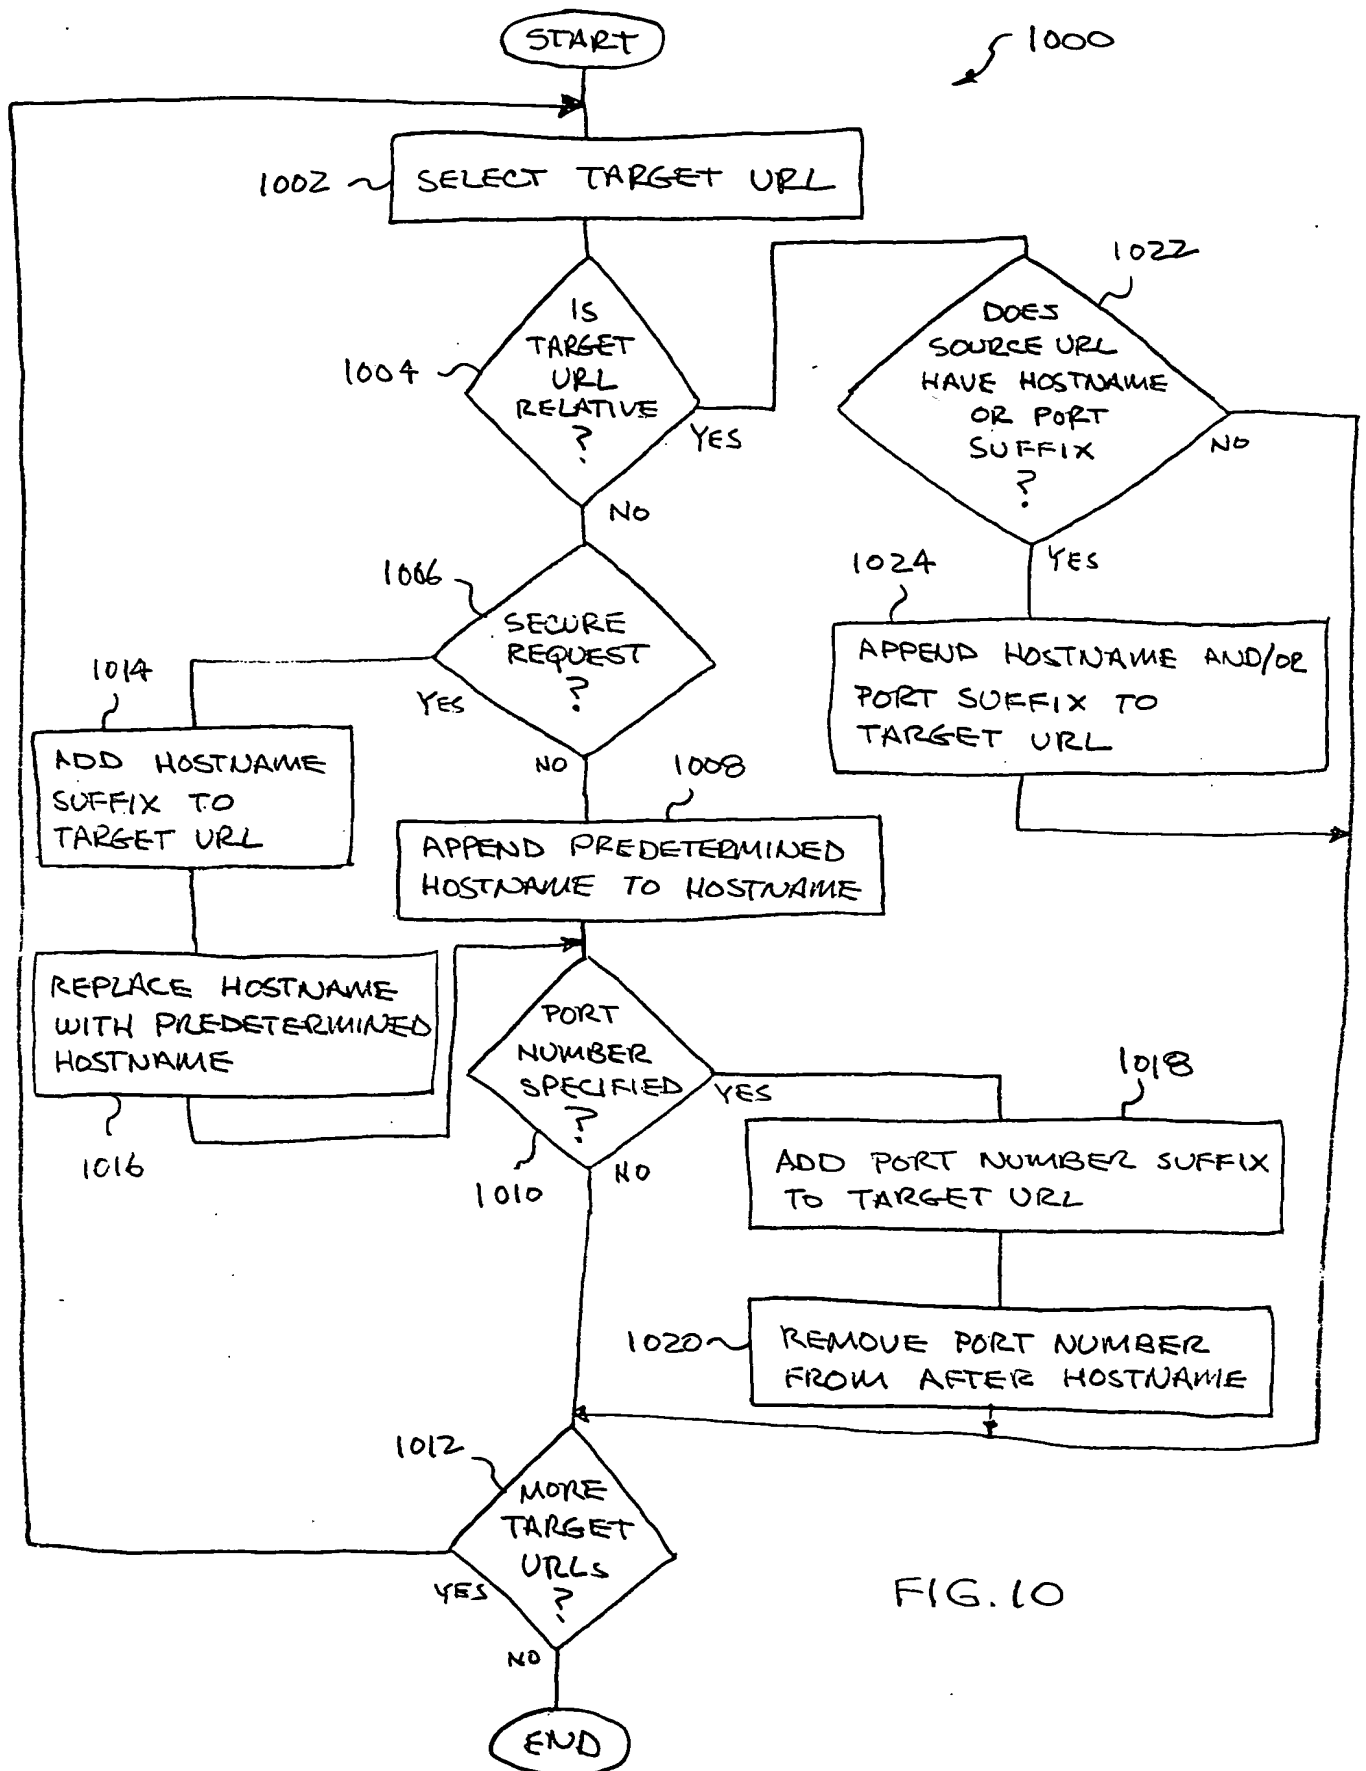 START
1000
1002
SELECT TARGET URL
1004
IS
TARGET
URL
RELATIVE
?
YES
NO
1022
DOES
SOURCE URL
HAVE HOSTNAME
OR PORT
SUFFIX
?
NO
YES
1024
APPEND HOSTNAME AND/OR
PORT SUFFIX TO
TARGET URL
1006
SECURE
REQUEST
?
YES
NO
1014
ADD HOSTNAME
SUFFIX TO
TARGET URL
1008
APPEND PREDETERMINED
HOSTNAME TO HOSTNAME
REPLACE HOSTNAME
WITH PREDETERMINED
HOSTNAME
1016
PORT
NUMBER
SPECIFIED
?
YES
1010
NO
1018
ADD PORT NUMBER SUFFIX
TO TARGET URL
1020
REMOVE PORT NUMBER
FROM AFTER HOSTNAME
1012
MORE
TARGET
URLS
?
YES
NO
END
FIG. 10